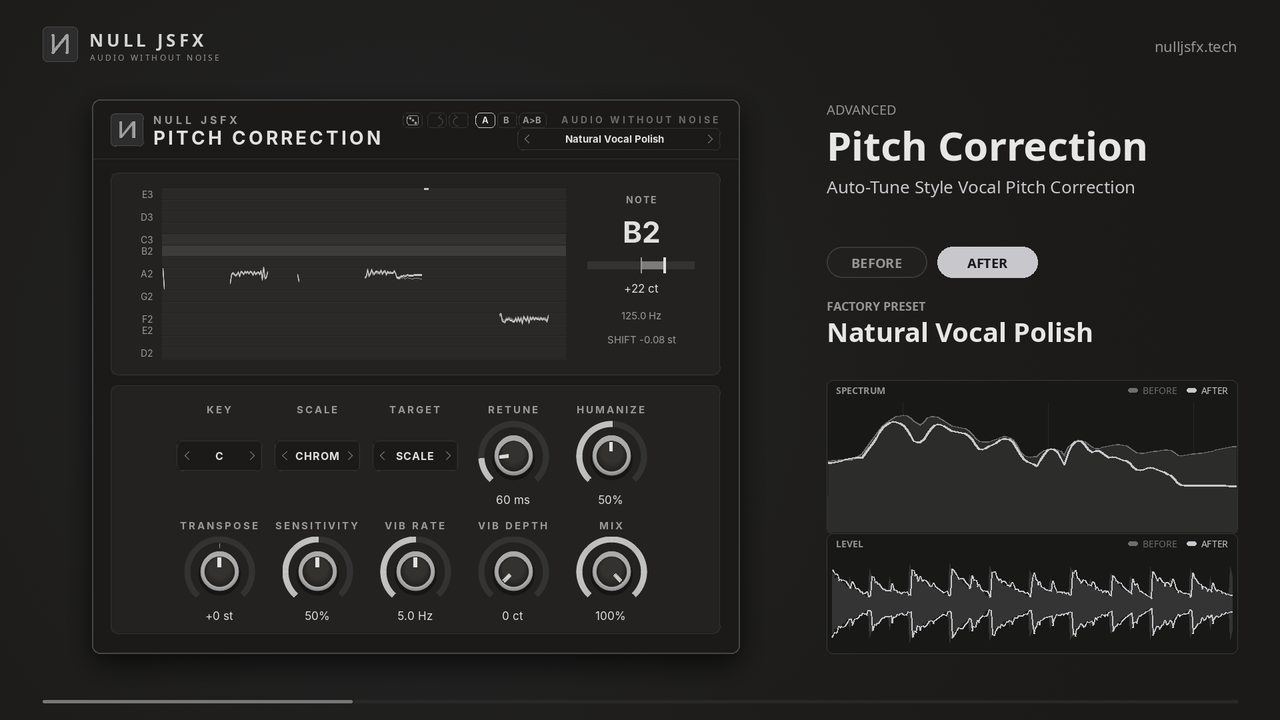 NULL JSFX
AUDIO WITHOUT NOISE
nulljsfx.tech
NULL JSFX
PITCH CORRECTION
A B A>B
AUDIO WITHOUT NOISE
Natural Vocal Polish
E3
D3
C3
B2
A2
G2
F2
E2
D2
NOTE
B2
+22 ct
125.0 Hz
SHIFT -0.08 st
KEY SCALE TARGET RETUNE HUMANIZE
C CHROM SCALE
60 ms 50%
TRANSPOSE SENSITIVITY VIB RATE VIB DEPTH MIX
+0 st 50% 5.0 Hz 0 ct 100%
ADVANCED
Pitch Correction
Auto-Tune Style Vocal Pitch Correction
BEFORE AFTER
FACTORY PRESET
Natural Vocal Polish
SPECTRUM BEFORE AFTER
LEVEL BEFORE AFTER